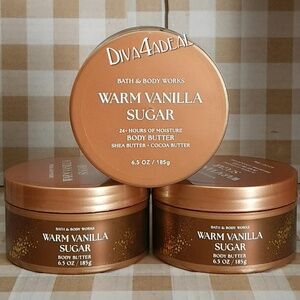 Diva4adeal
BATH & BODY WORKS
WARM VANILLA
SUGAR
24+ HOURS OF MOISTURE
BODY BUTTER
SHEA BUTTER + COCOA BUTTER
6.5 OZ / 185g
BATH & BODY WORKS
WARM VANILLA
SUGAR
BODY BUTTER
6.5 OZ / 185g
BATH & BODY WORKS
WARM VANILLA
SUGAR
BODY BUTTER
6.5 OZ / 185g